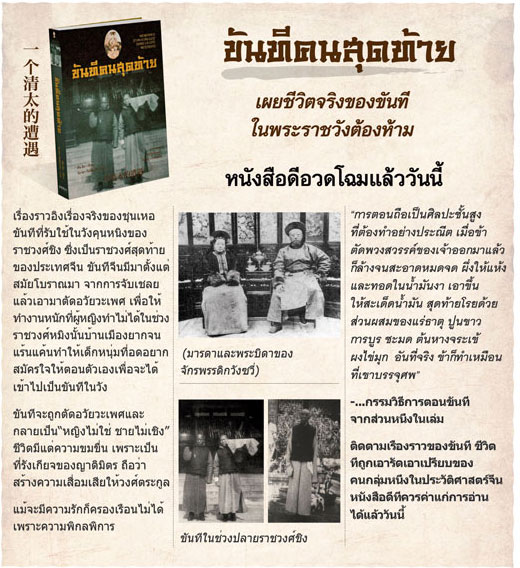 一个清太的遭遇
ขันทีคนสุดท้าย
ขันทีคนสุดท้าย
เผยชีวิตจริงของขันที
ในพระราชวังต้องห้าม
หนังสือดีอวดโฉมแล้ววันนี้
เรื่องราวอิงเรื่องจริงของชุนเหอ
ขันทีที่รับใช้ในวังคุนหนิงของ
ราชวงศ์ชิง ซึ่งเป็นราชวงศ์สุดท้าย
ของประเทศจีน ขันทีจีนมีมาตั้งแต่
สมัยโบราณมา จากการจับเชลย
แล้วเอามาตัดอวัยวะเพศ เพื่อให้
ทำงานหนักที่ผู้หญิงทำไม่ได้ในช่วง
ราชวงศ์หมิงนั้นบ้านเมืองยากจน
แร้นแค้นทำให้เด็กหนุ่มที่อดอยาก
สมัครใจให้ตอนตัวเองเพื่อจะได้
เข้าไปเป็นขันทีในวัง
ขันทีจะถูกตัดอวัยวะเพศและ
กลายเป็น“หญิงไม่ใช่ ชายไม่เชิง”
ชีวิตมีแต่ความขมขื่น เพราะเป็น
ที่รังเกียจของญาติมิตร ถือว่า
สร้างความเสื่อมเสียให้วงศ์ตระกูล
แม้จะมีความรักก็ครองเรือนไม่ได้
เพราะความพิกลพิการ
(มารดาและพระบิดาของ
จักรพรรดิกวังชวี่)
ขันทีในช่วงปลายราชวงศ์ชิง
"การตอนถือเป็นศิลปะชั้นสูง
ที่ต้องทำอย่างประณีต เมื่อข้า
ตัดพวงสวรรค์ของเจ้าออกมาแล้ว
ก็ล้างจนสะอาดหมดจด ผึ่งให้แห้ง
และทอดในน้ำมันงา เอาขึ้น
ให้สะเด็ดน้ำมัน สุดท้ายโรยด้วย
ส่วนผสมของแร่ธาตุ ปูนขาว
การบูร ชะมด ต้นหางจระเข้
ผงไข่มุก อันที่จริง ข้าก็ทำเหมือน
ที่เขาบรรจุศพ"
-...กรรมวิธีการตอนขันที
จากส่วนหนึ่งในเล่ม
ติดตามเรื่องราวของขันที ชีวิต
ที่ถูกเอารัดเอาเปรียบของ
คนกลุ่มหนึ่งในประวัติศาสตร์จีน
หนังสือดีที่ควรค่าแก่การอ่าน
ได้แล้ววันนี้